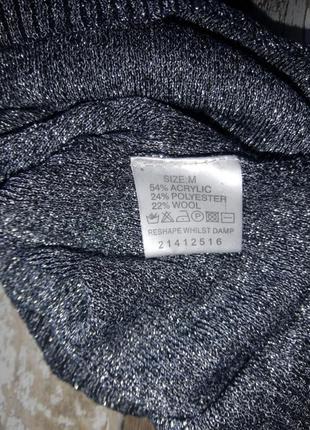 SIZE:M
54% ACRYLIC
24% POLYESTER
22% WOOL
RESHAPE WHILST DAMP
21412516